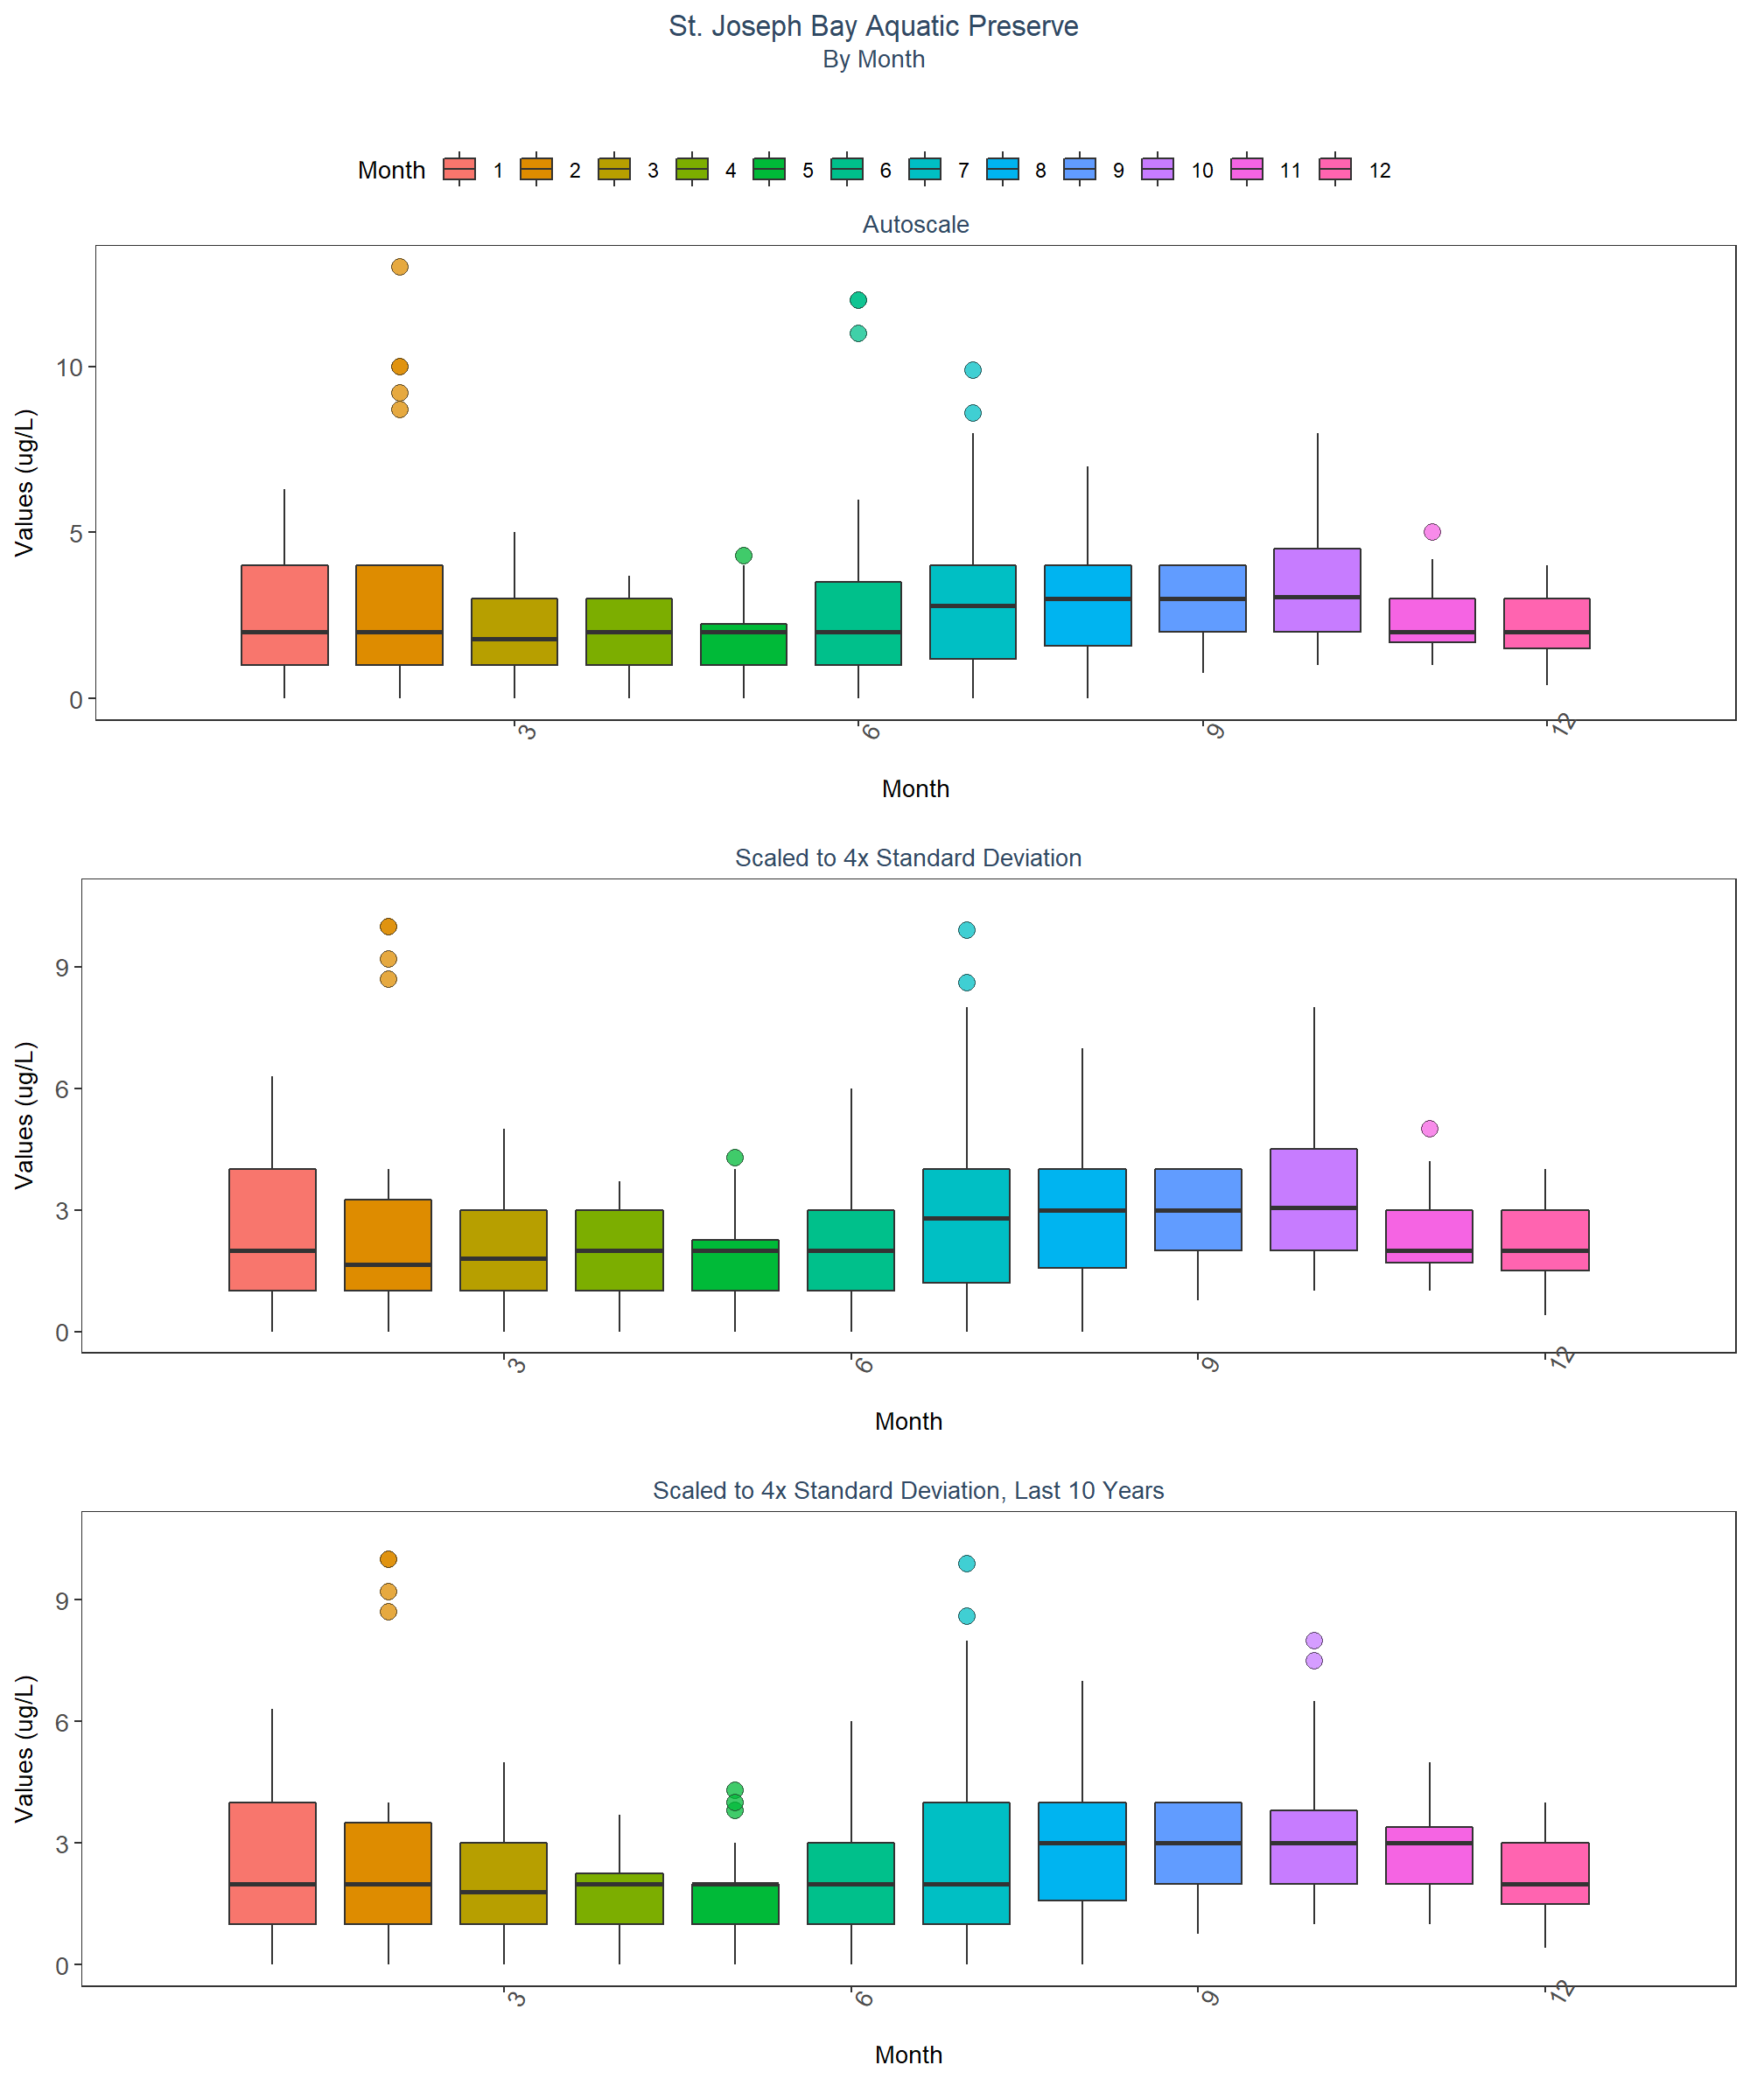 St. Joseph Bay Aquatic Preserve
By Month
Month 1 2 3 4 5 6 7 8 9 10 11 12
Autoscale
Values (ug/L)
10
5
0
3 6 9 12
Month
Scaled to 4x Standard Deviation
Values (ug/L)
9
6
3
0
3 6 9 12
Month
Scaled to 4x Standard Deviation, Last 10 Years
Values (ug/L)
9
6
3
0
3 6 9 12
Month